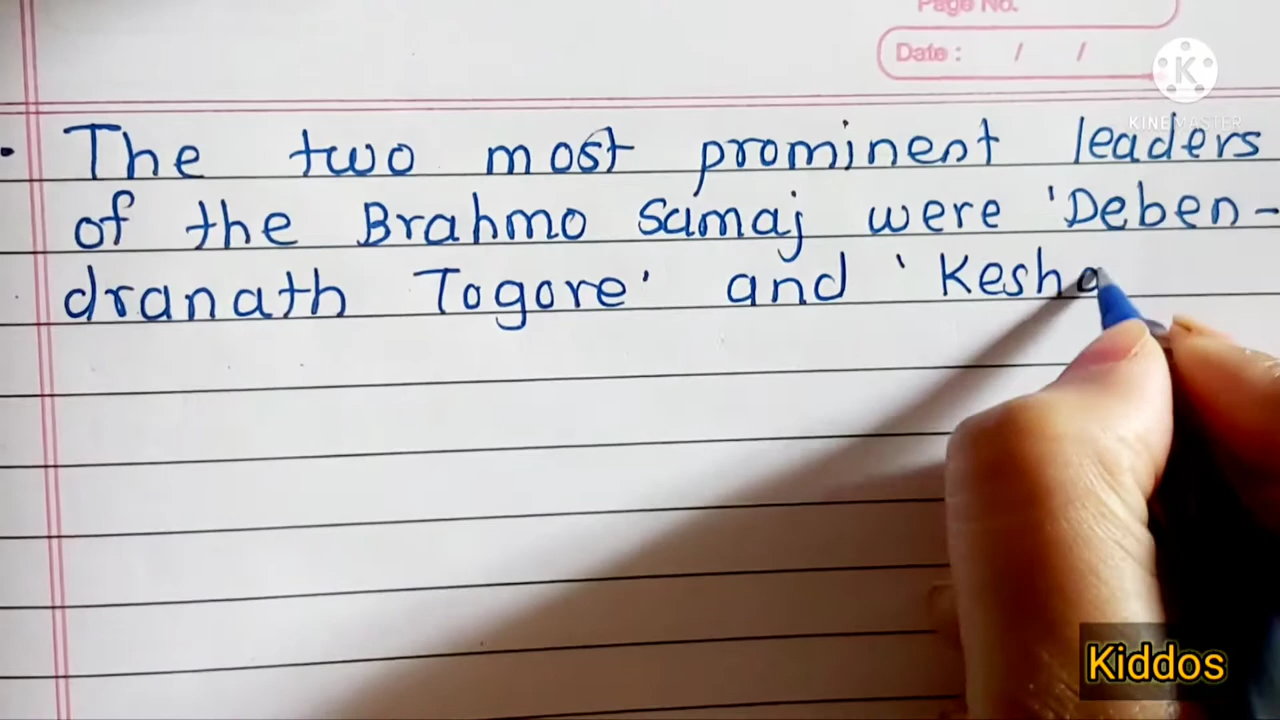 Page No.
Date : / /
KINEMASTER
· The two most prominent leaders
of the Brahmo Samaj were 'Deben-
dranath Togore' and 'Kesha
Kiddos